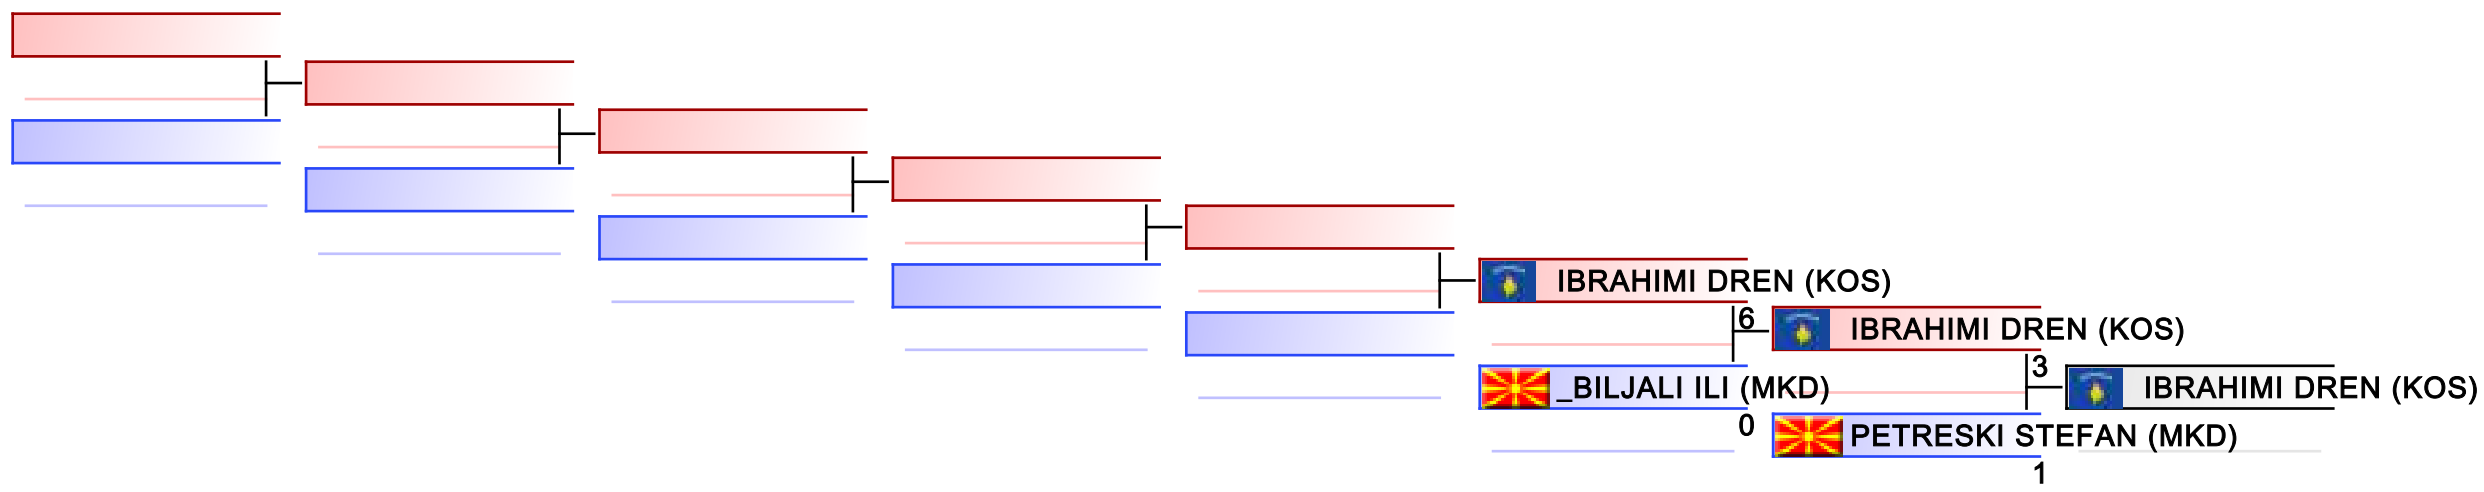 IBRAHIMI DREN (KOS)
6
_BILJALI ILI (MKD)
0
IBRAHIMI DREN (KOS)
3
PETRESKI STEFAN (MKD)
1
IBRAHIMI DREN (KOS)